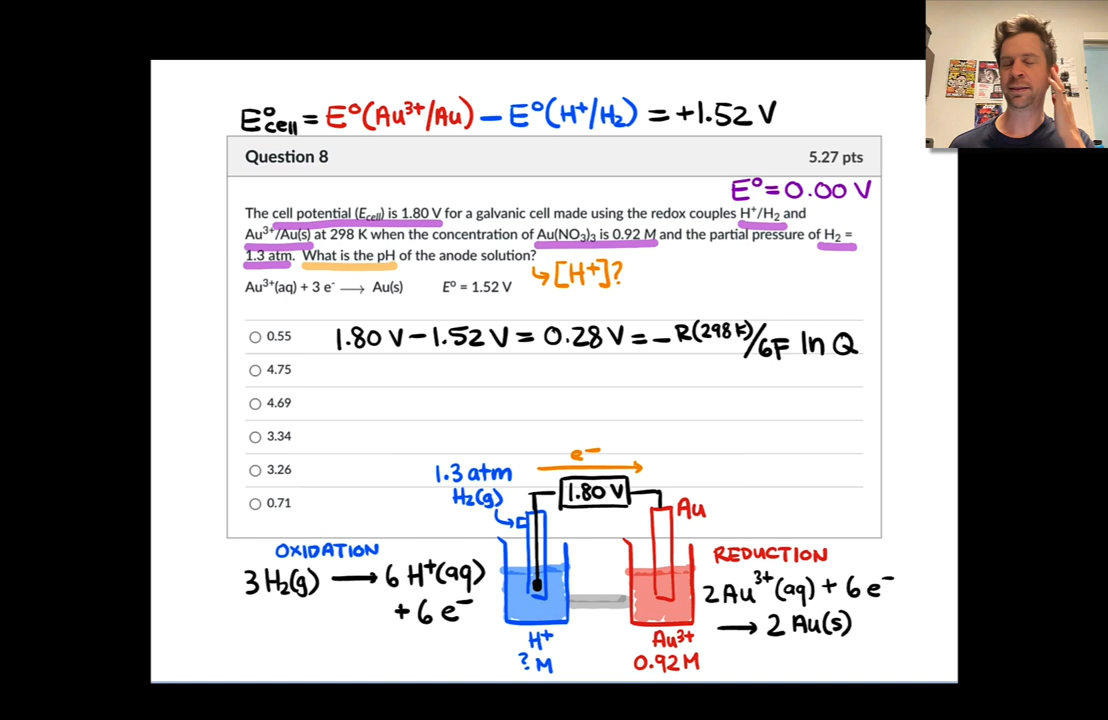 E°cell = E°(Au³⁺/Au) – E°(H⁺/H₂) = +1.52 V
Question 8
5.27 pts
E°=0.00 V
The cell potential (Ecell) is 1.80 V for a galvanic cell made using the redox couples H⁺/H₂ and
Au³⁺/Au(s) at 298 K when the concentration of Au(NO₃)₃ is 0.92 M and the partial pressure of H₂ =
1.3 atm. What is the pH of the anode solution?
↳ [H⁺]?
Au³⁺(aq) + 3 e⁻ ⟶ Au(s) E° = 1.52 V
0.55
1.80 V – 1.52 V = 0.28 V = – R(298 K)/6F ln Q
4.75
4.69
3.34
3.26
0.71
e⁻
1.3 atm
H₂(g)
1.80 V
Au
OXIDATION
3 H₂(g) ⟶ 6 H⁺(aq)
+ 6 e⁻
REDUCTION
2Au³⁺(aq) + 6 e⁻
⟶ 2 Au(s)
H⁺
? M
Au³⁺
0.92 M